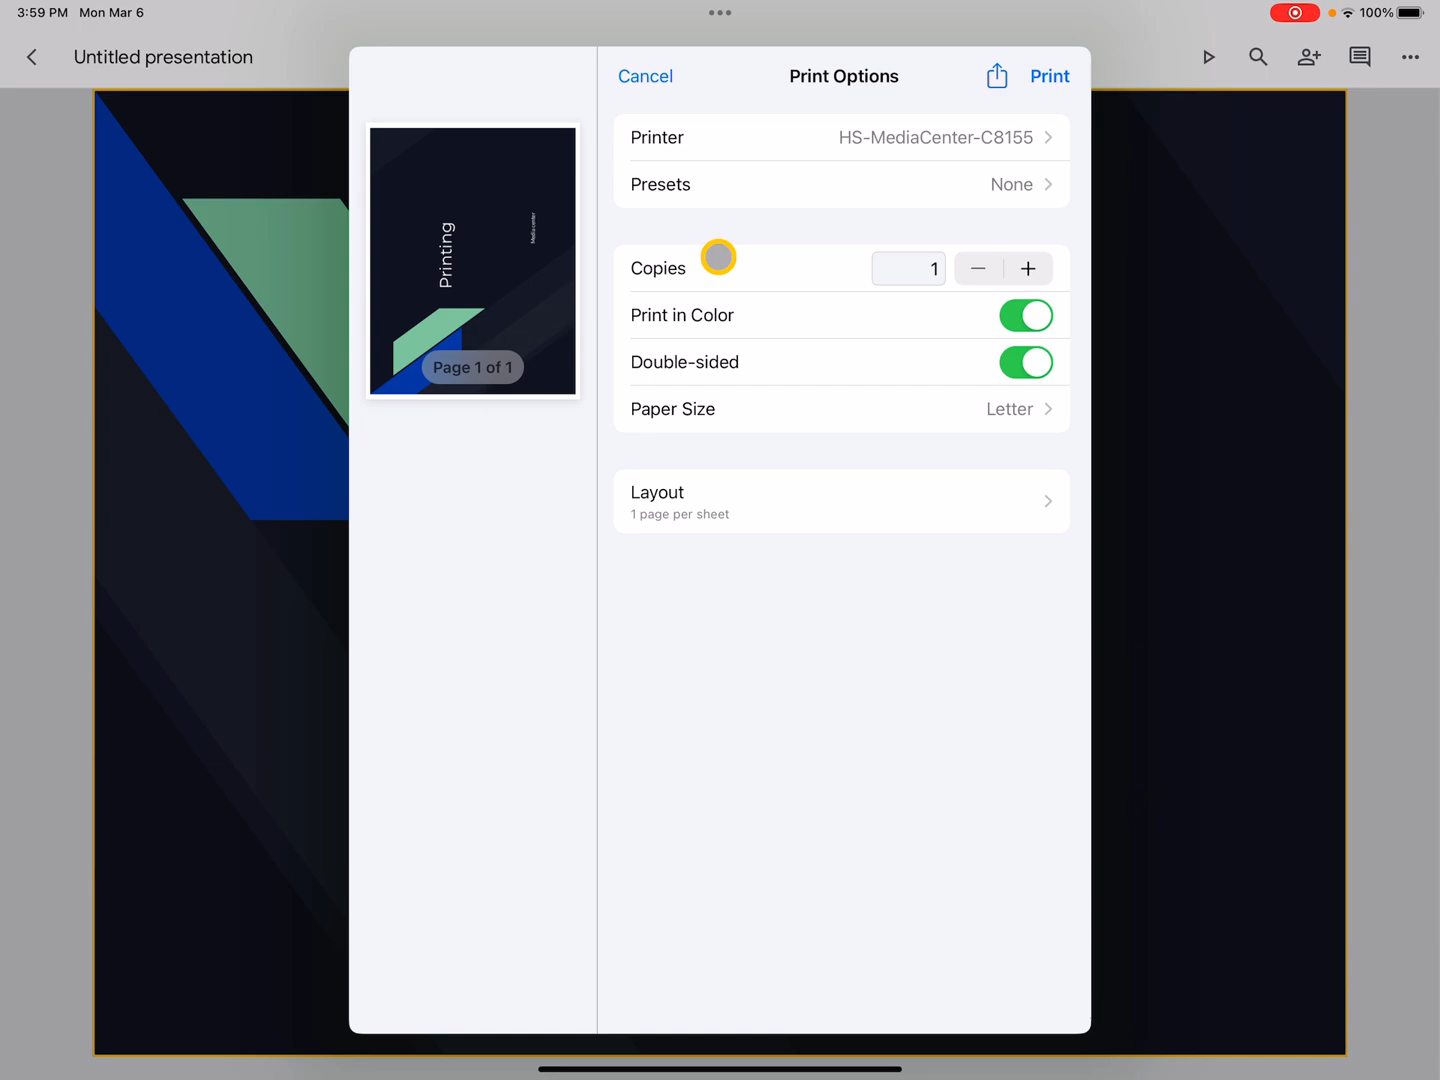 3:59 PM Mon Mar 6
100%
Untitled presentation
Cancel
Print Options
Print
Printer
HS-MediaCenter-C8155
Presets
None
Copies
1
Print in Color
Double-sided
Paper Size
Letter
Layout
1 page per sheet
Printing
Media center
Page 1 of 1